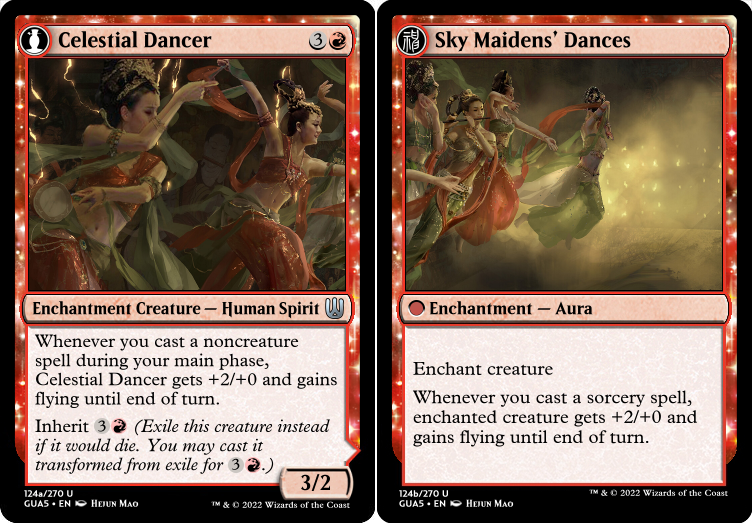 Celestial Dancer
3
Enchantment Creature — Human Spirit
Whenever you cast a noncreature
spell during your main phase,
Celestial Dancer gets +2/+0 and gains
flying until end of turn.
Inherit 3 (Exile this creature instead
if it would die. You may cast it
transformed from exile for 3 .)
3/2
124a/270 U
GUA5 • EN Hejun Mao
™ & © 2022 Wizards of the Coast
Sky Maidens' Dances
Enchantment — Aura
Enchant creature
Whenever you cast a sorcery spell,
enchanted creature gets +2/+0 and
gains flying until end of turn.
124b/270 U
GUA5 • EN Hejun Mao
™ & © 2022 Wizards of the Coast